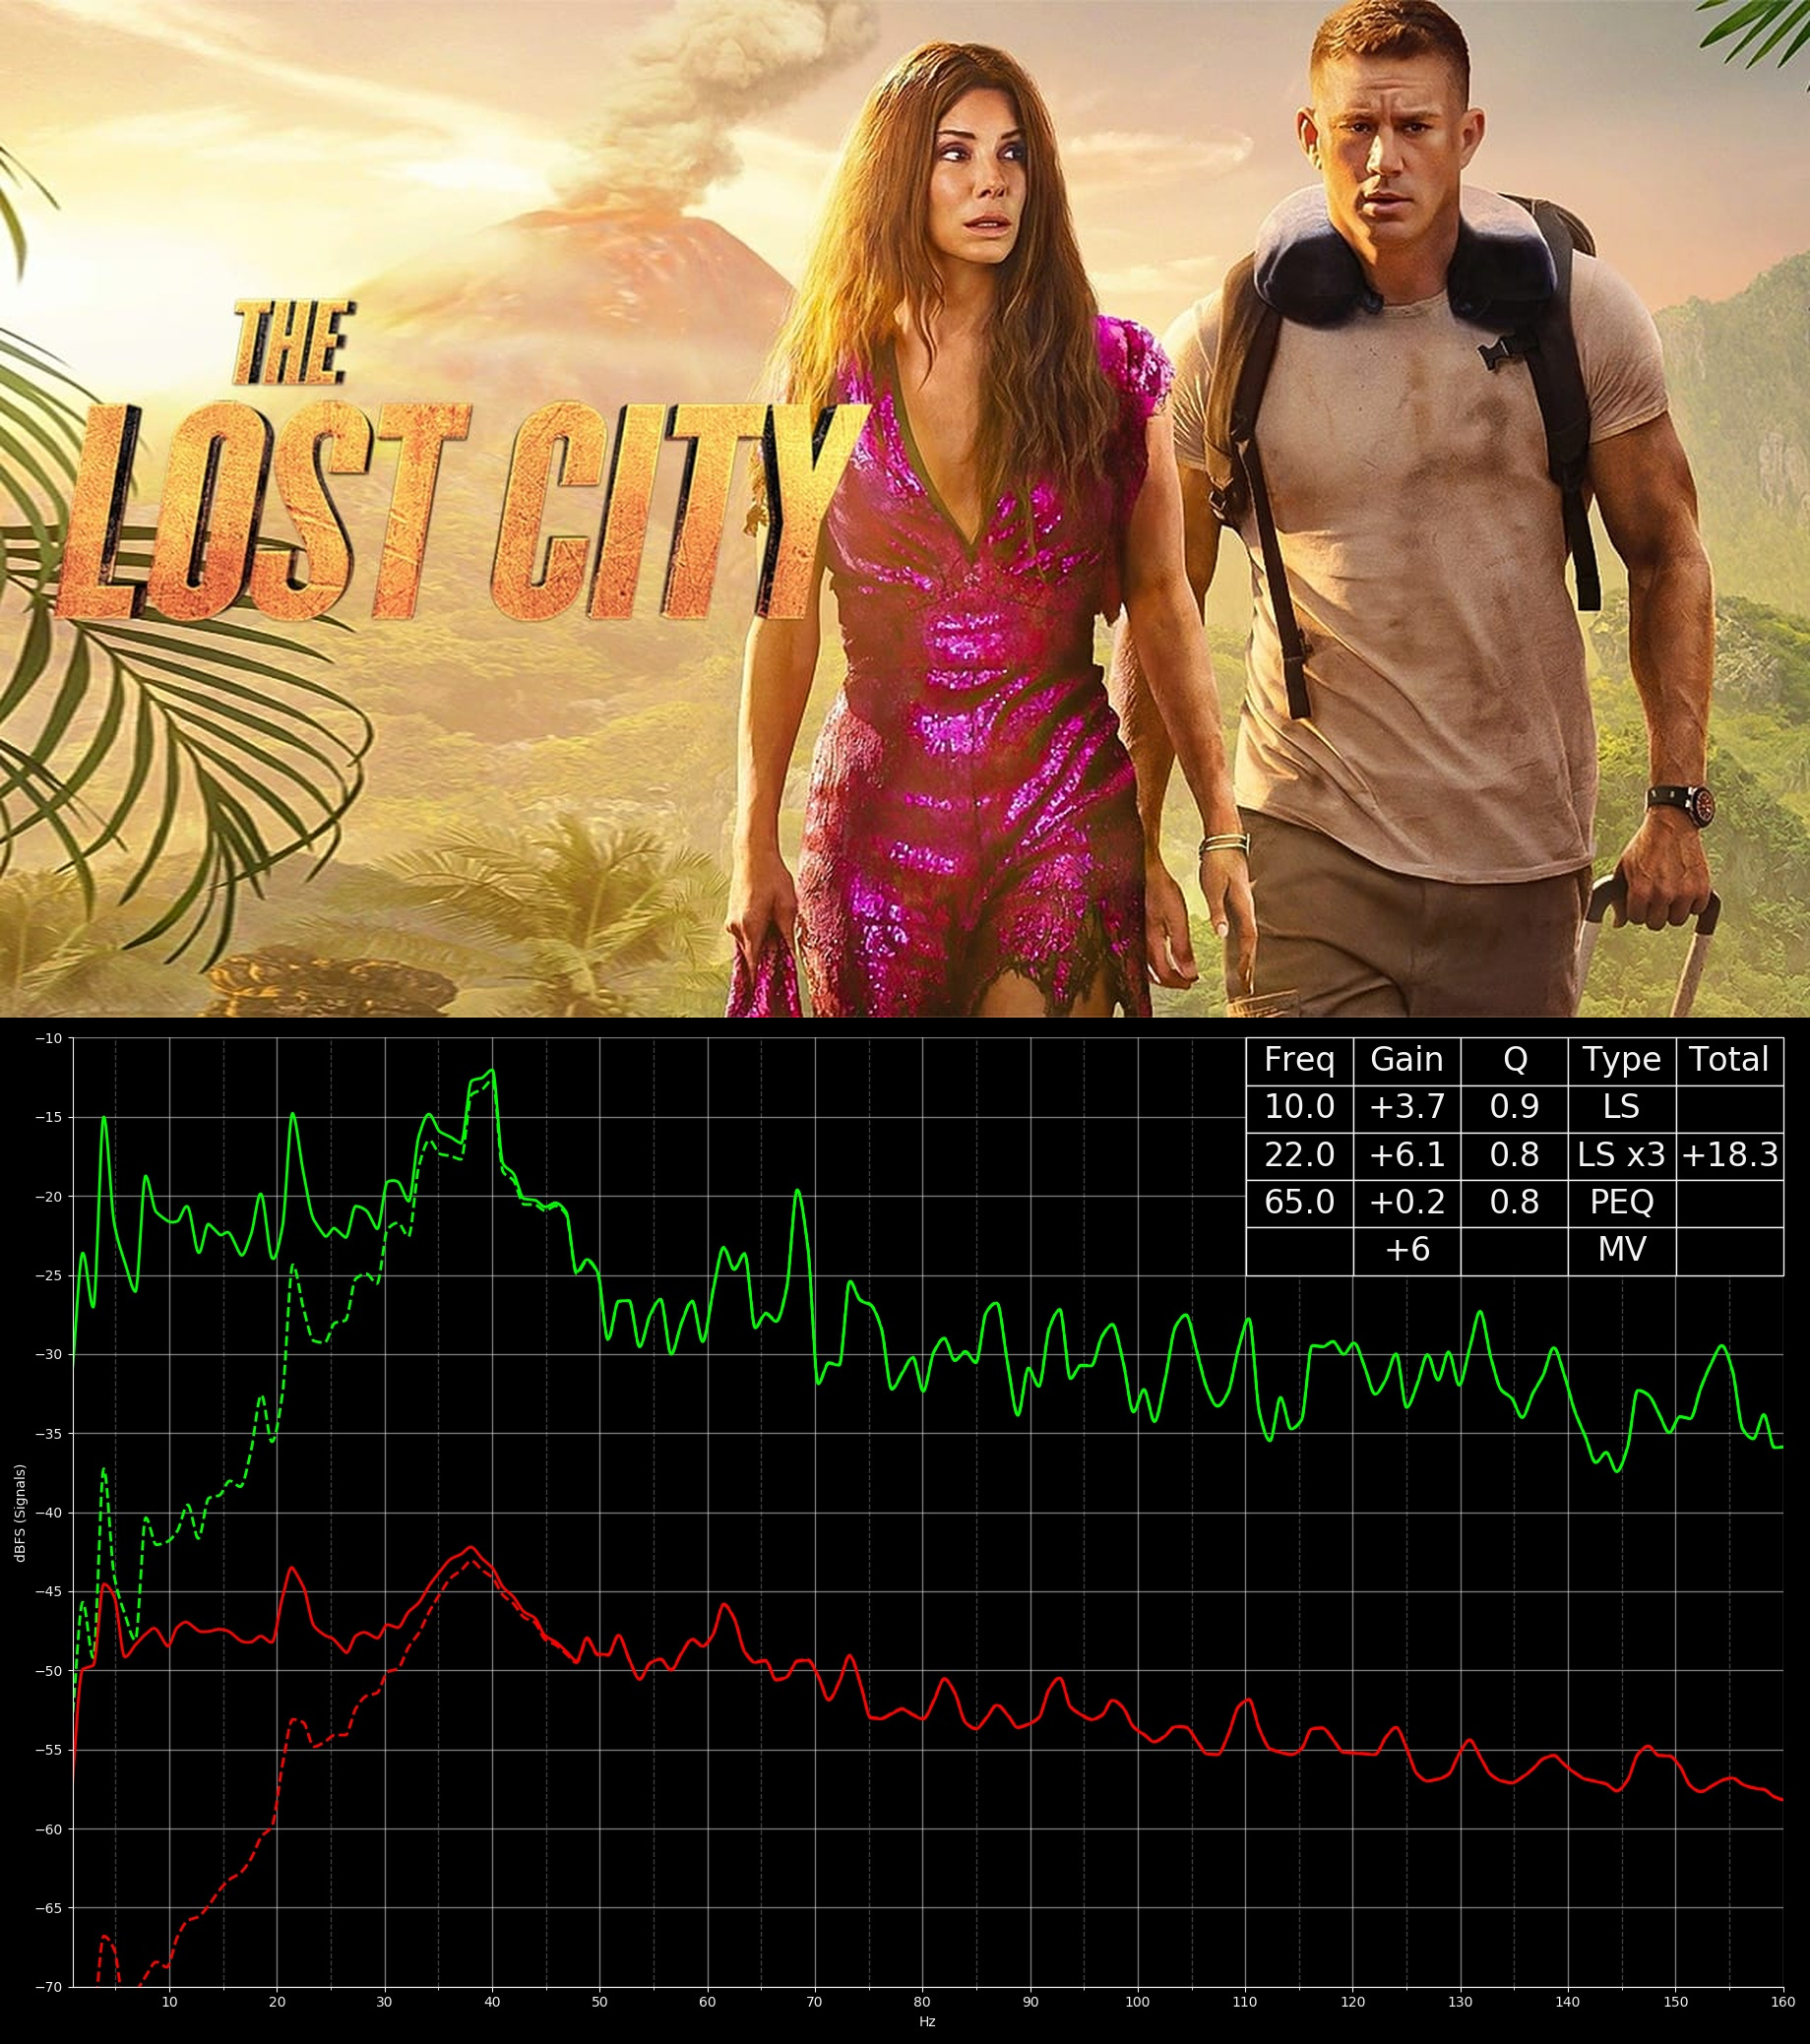 THE
LOST CITY
Freq Gain Q Type Total
10.0 +3.7 0.9 LS
22.0 +6.1 0.8 LS x3 +18.3
65.0 +0.2 0.8 PEQ
+6 MV
−10
−15
−20
−25
−30
−35
−40
−45
−50
−55
−60
−65
−70
dBFS (Signals)
10 20 30 40 50 60 70 80 90 100 110 120 130 140 150 160
Hz